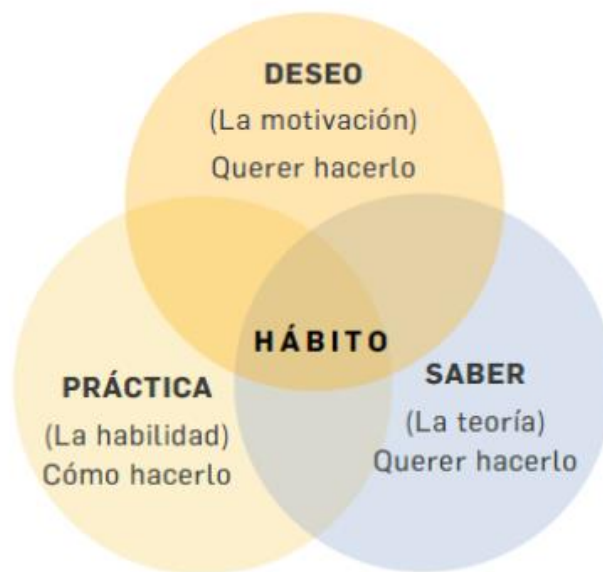 DESEO
(La motivación)
Querer hacerlo
HÁBITO
PRÁCTICA
(La habilidad)
Cómo hacerlo
SABER
(La teoría)
Querer hacerlo